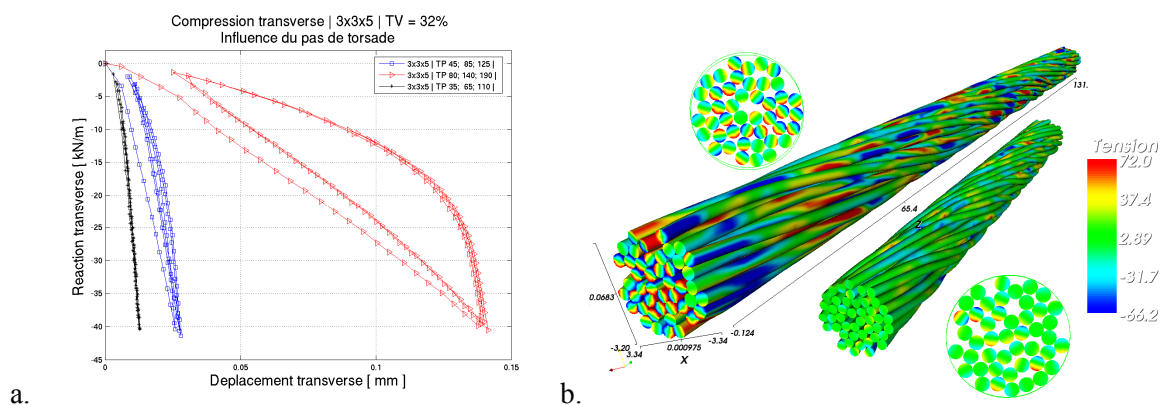 Compression transverse | 3x3x5 | TV = 32%
Influence du pas de torsade
3x3x5 | TP 45; 85; 125 |
3x3x5 | TP 80; 140; 190 |
3x3x5 | TP 35; 65; 110 |
Reaction transverse [ kN/m ]
5
0
-5
-10
-15
-20
-25
-30
-35
-40
-45
0
0.05
0.1
0.15
Deplacement transverse [ mm ]
a.
b.
131.
65.4
Z
-0.124
0.0683
-3.20
3.34
0.000975
-3.34
X
Tension
72.0
37.4
2.89
-31.7
-66.2